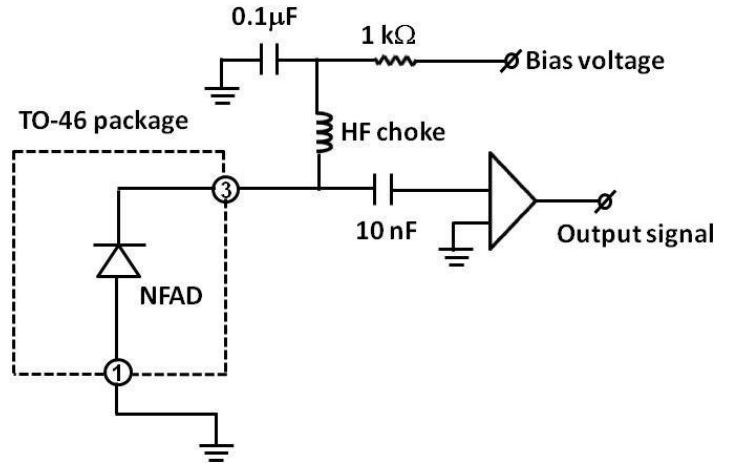 0.1μF
1 kΩ
Bias voltage
TO-46 package
HF choke
3
10 nF
Output signal
NFAD
1